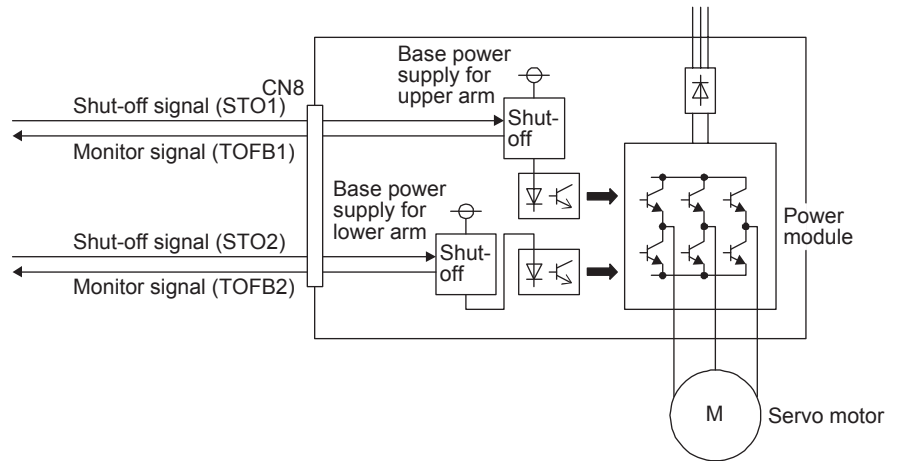 Base power
supply for
upper arm
CN8
Shut-off signal (STO1)
Shut-
off
Monitor signal (TOFB1)
Base power
supply for
lower arm
Power
module
Shut-off signal (STO2)
Shut-
off
Monitor signal (TOFB2)
M
Servo motor